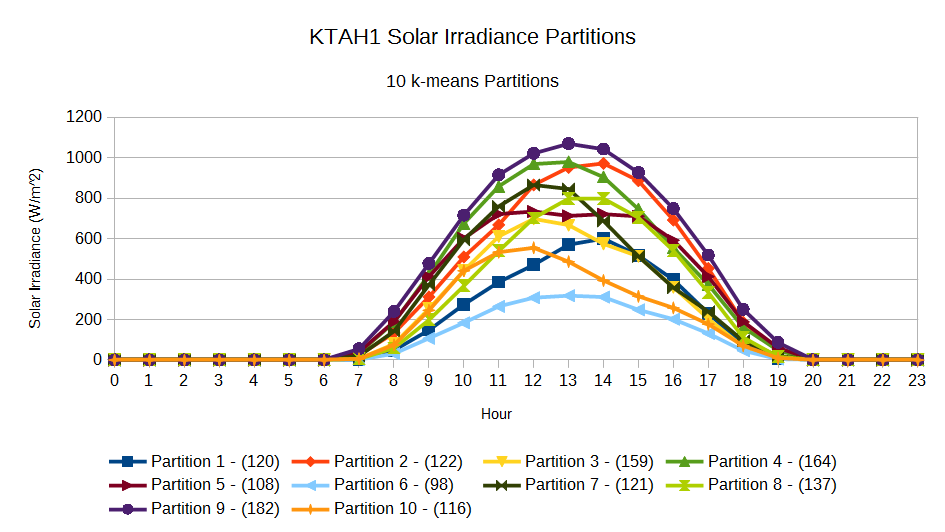 KTAH1 Solar Irradiance Partitions
10 k-means Partitions
Solar Irradiance (W/m^2)
1200
1000
800
600
400
200
0
0 1 2 3 4 5 6 7 8 9 10 11 12 13 14 15 16 17 18 19 20 21 22 23
Hour
Partition 1 - (120) Partition 2 - (122) Partition 3 - (159) Partition 4 - (164)
Partition 5 - (108) Partition 6 - (98) Partition 7 - (121) Partition 8 - (137)
Partition 9 - (182) Partition 10 - (116)